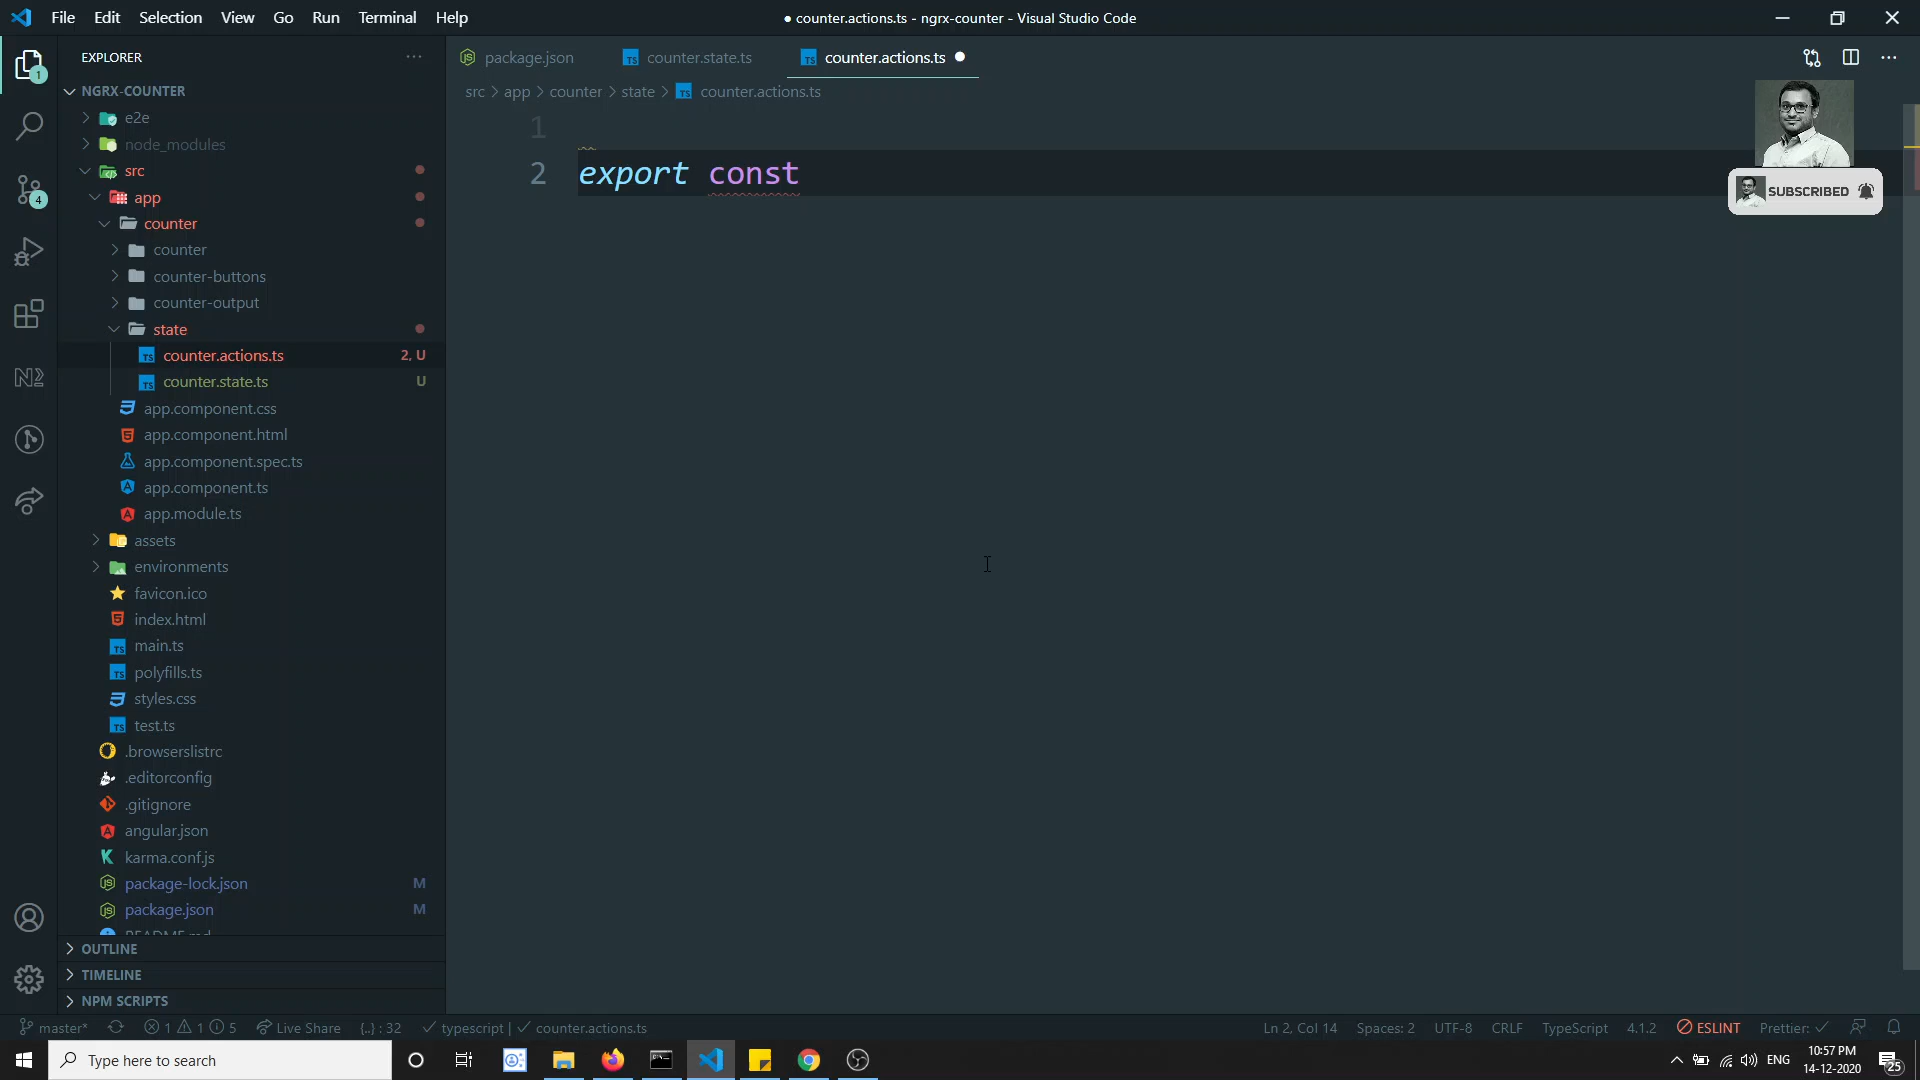 File Edit Selection View Go Run Terminal Help
● counter.actions.ts - ngrx-counter - Visual Studio Code
EXPLORER
package.json
counter.state.ts
counter.actions.ts
NGRX-COUNTER
src > app > counter > state > counter.actions.ts
e2e
node_modules
src
app
counter
counter
counter-buttons
counter-output
state
counter.actions.ts 2, U
counter.state.ts U
app.component.css
app.component.html
app.component.spec.ts
app.component.ts
app.module.ts
assets
environments
favicon.ico
index.html
main.ts
polyfills.ts
styles.css
test.ts
.browserslistrc
.editorconfig
.gitignore
angular.json
karma.conf.js
package-lock.json M
package.json M
README.md
OUTLINE
TIMELINE
NPM SCRIPTS
1
2 export const
SUBSCRIBED
master* 1 1 5 Live Share {..} : 32 typescript | counter.actions.ts
Ln 2, Col 14 Spaces: 2 UTF-8 CRLF TypeScript 4.1.2 ESLINT Prettier:
Type here to search
ENG
10:57 PM
14-12-2020
25